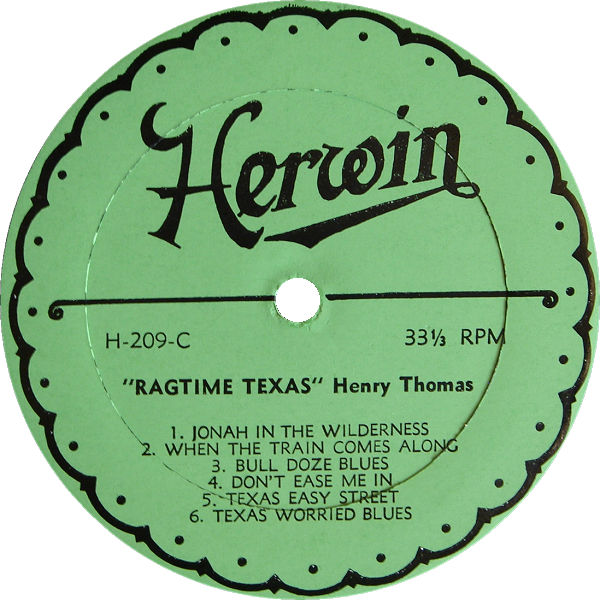 Herwin
H-209-C 33⅓ RPM
"RAGTIME TEXAS" Henry Thomas
1. JONAH IN THE WILDERNESS
2. WHEN THE TRAIN COMES ALONG
3. BULL DOZE BLUES
4. DON'T EASE ME IN
5. TEXAS EASY STREET
6. TEXAS WORRIED BLUES